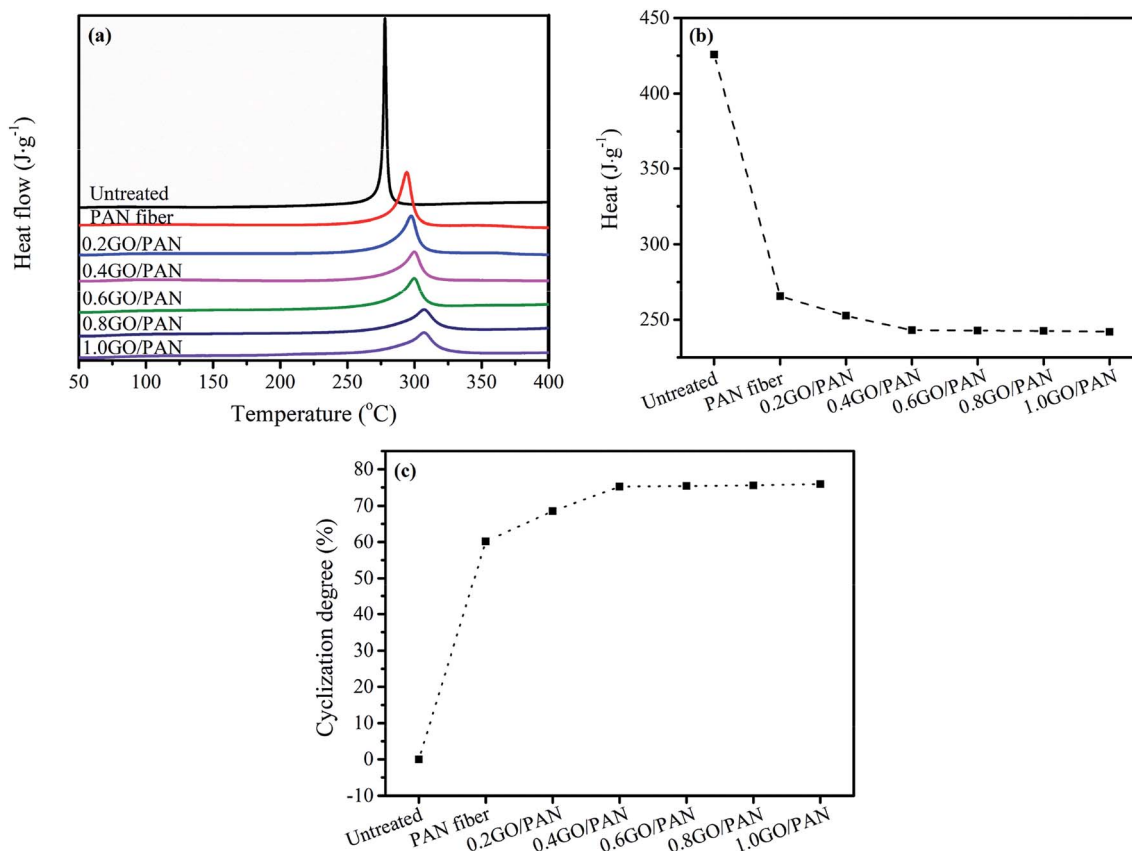 (a)
Heat flow (J·g⁻¹)
Untreated
PAN fiber
0.2GO/PAN
0.4GO/PAN
0.6GO/PAN
0.8GO/PAN
1.0GO/PAN
50 100 150 200 250 300 350 400
Temperature (°C)
(b)
Heat (J·g⁻¹)
450
400
350
300
250
Untreated PAN fiber 0.2GO/PAN 0.4GO/PAN 0.6GO/PAN 0.8GO/PAN 1.0GO/PAN
(c)
Cyclization degree (%)
80
70
60
50
40
30
20
10
0
-10
Untreated PAN fiber 0.2GO/PAN 0.4GO/PAN 0.6GO/PAN 0.8GO/PAN 1.0GO/PAN